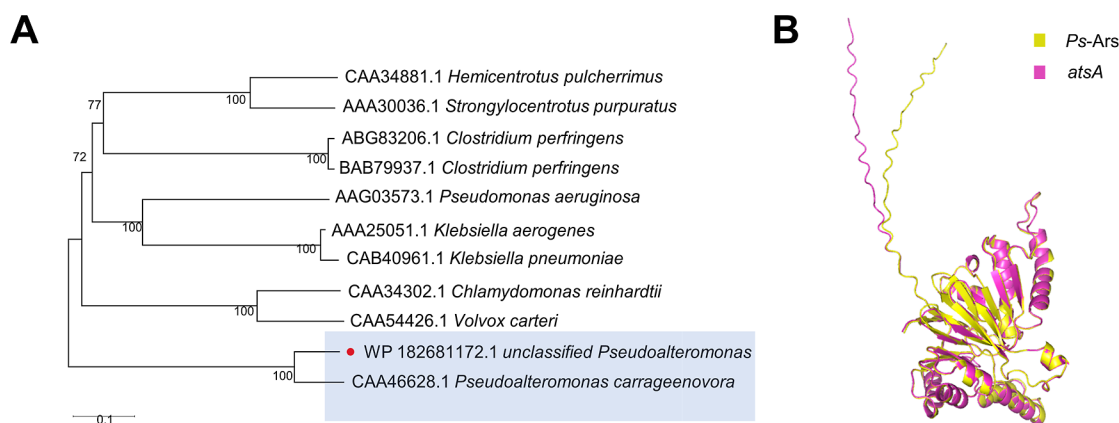 A
B
Ps-Ars
atsA
CAA34881.1 Hemicentrotus pulcherrimus
100
AAA30036.1 Strongylocentrotus purpuratus
77
ABG83206.1 Clostridium perfringens
100
BAB79937.1 Clostridium perfringens
72
AAG03573.1 Pseudomonas aeruginosa
100
AAA25051.1 Klebsiella aerogenes
100
CAB40961.1 Klebsiella pneumoniae
CAA34302.1 Chlamydomonas reinhardtii
100
CAA54426.1 Volvox carteri
WP 182681172.1 unclassified Pseudoalteromonas
100
CAA46628.1 Pseudoalteromonas carrageenovora
0.1